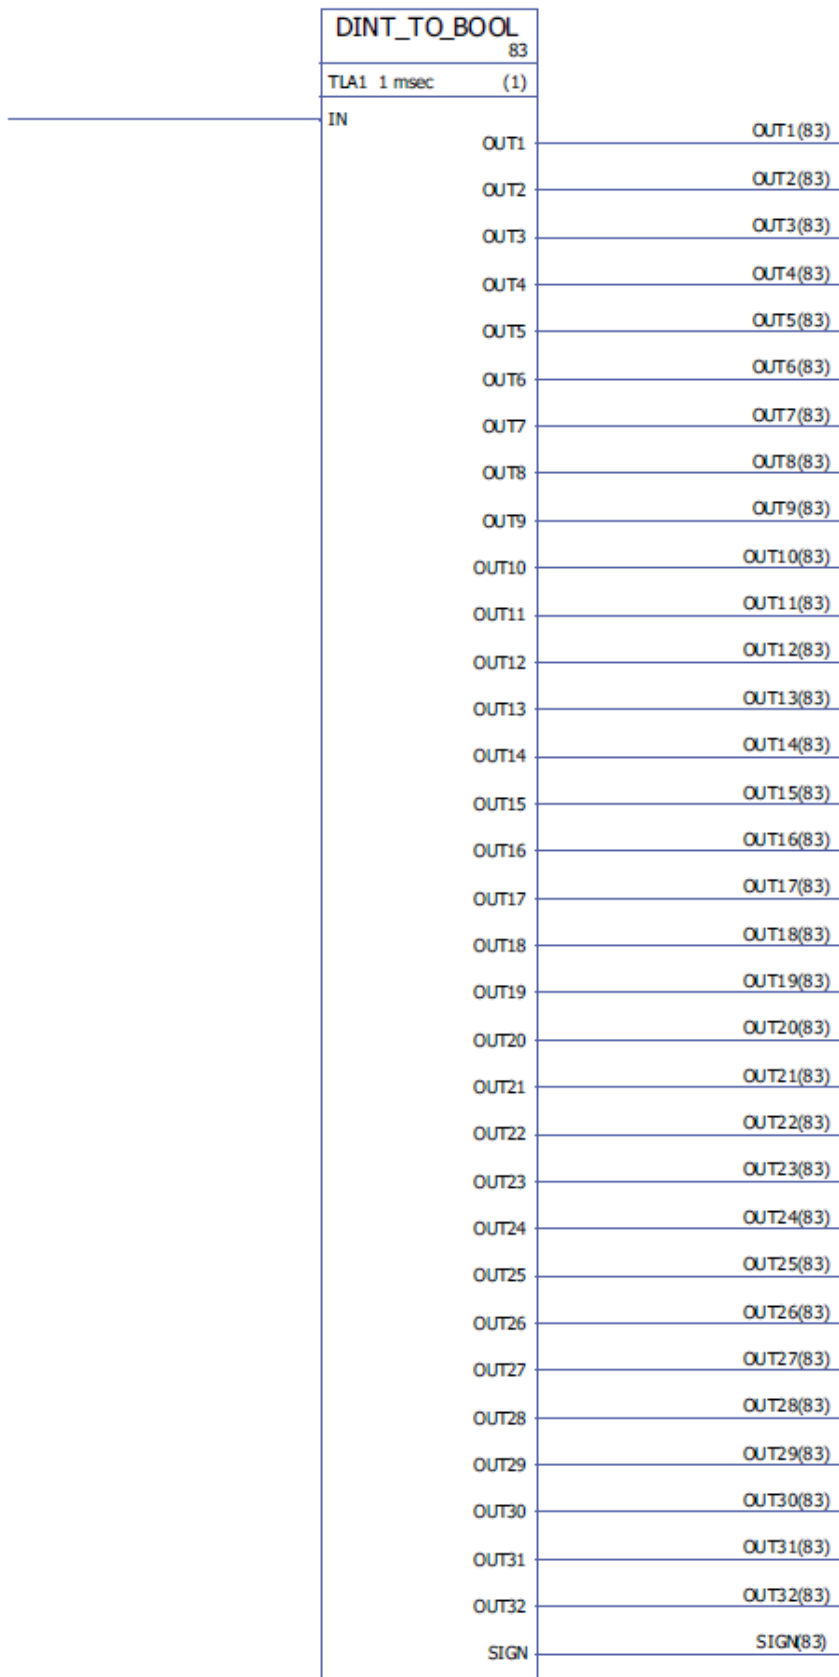 DINT_TO_BOOL
83
TLA1 1 msec (1)
IN
OUT1 OUT1(83)
OUT2 OUT2(83)
OUT3 OUT3(83)
OUT4 OUT4(83)
OUT5 OUT5(83)
OUT6 OUT6(83)
OUT7 OUT7(83)
OUT8 OUT8(83)
OUT9 OUT9(83)
OUT10 OUT10(83)
OUT11 OUT11(83)
OUT12 OUT12(83)
OUT13 OUT13(83)
OUT14 OUT14(83)
OUT15 OUT15(83)
OUT16 OUT16(83)
OUT17 OUT17(83)
OUT18 OUT18(83)
OUT19 OUT19(83)
OUT20 OUT20(83)
OUT21 OUT21(83)
OUT22 OUT22(83)
OUT23 OUT23(83)
OUT24 OUT24(83)
OUT25 OUT25(83)
OUT26 OUT26(83)
OUT27 OUT27(83)
OUT28 OUT28(83)
OUT29 OUT29(83)
OUT30 OUT30(83)
OUT31 OUT31(83)
OUT32 OUT32(83)
SIGN SIGN(83)